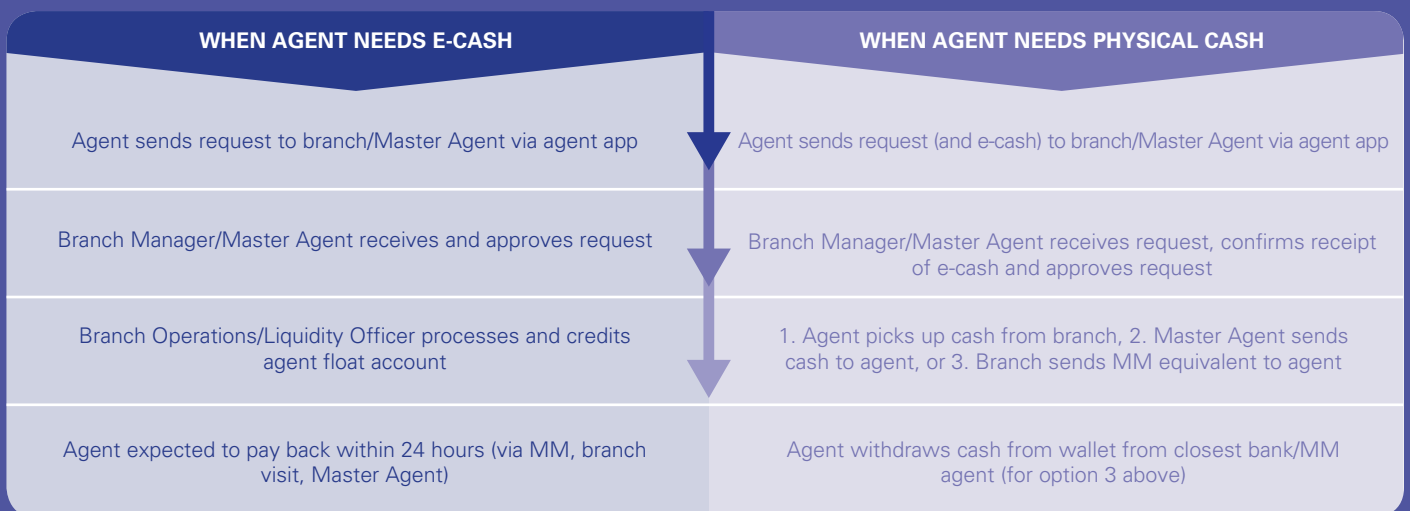 WHEN AGENT NEEDS E-CASH
WHEN AGENT NEEDS PHYSICAL CASH
Agent sends request to branch/Master Agent via agent app
Agent sends request (and e-cash) to branch/Master Agent via agent app
Branch Manager/Master Agent receives and approves request
Branch Manager/Master Agent receives request, confirms receipt
of e-cash and approves request
Branch Operations/Liquidity Officer processes and credits
agent float account
1. Agent picks up cash from branch, 2. Master Agent sends
cash to agent, or 3. Branch sends MM equivalent to agent
Agent expected to pay back within 24 hours (via MM, branch
visit, Master Agent)
Agent withdraws cash from wallet from closest bank/MM
agent (for option 3 above)